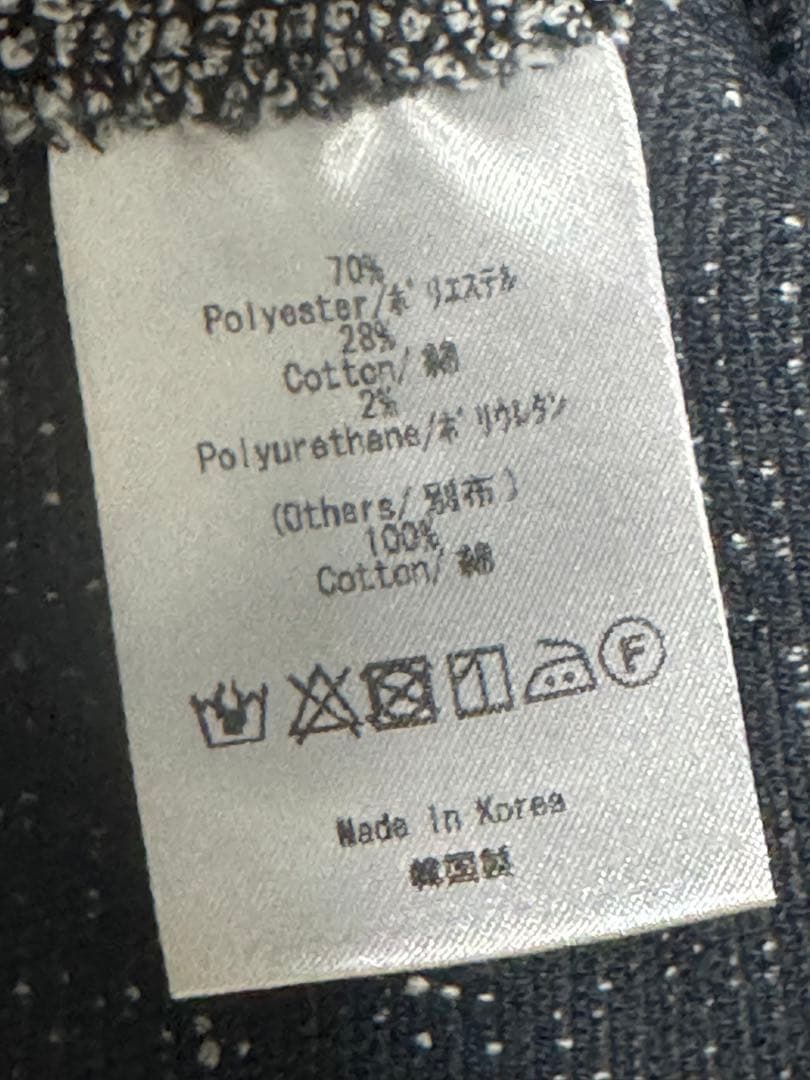 70%
Polyester/ポリエステル
28%
Cotton/綿
2%
Polyurethane/ポリウレタン
(Others/別布)
100%
Cotton/綿
F
Made in Korea
韓国製